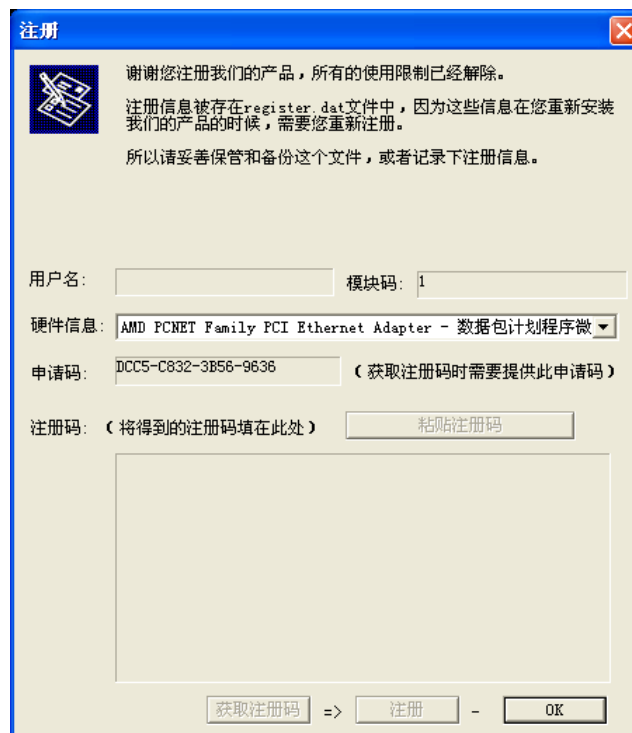 注册
谢谢您注册我们的产品，所有的使用限制已经解除。
注册信息被存在register.dat文件中，因为这些信息在您重新安装
我们的产品的时候，需要您重新注册。
所以请妥善保管和备份这个文件，或者记录下注册信息。
用户名: 模块码: 1
硬件信息: AMD PCNET Family PCI Ethernet Adapter - 数据包计划程序微
申请码: DCC5-C832-3B56-9636 （获取注册码时需要提供此申请码）
注册码: （将得到的注册码填在此处） 粘贴注册码
获取注册码 => 注册 - OK